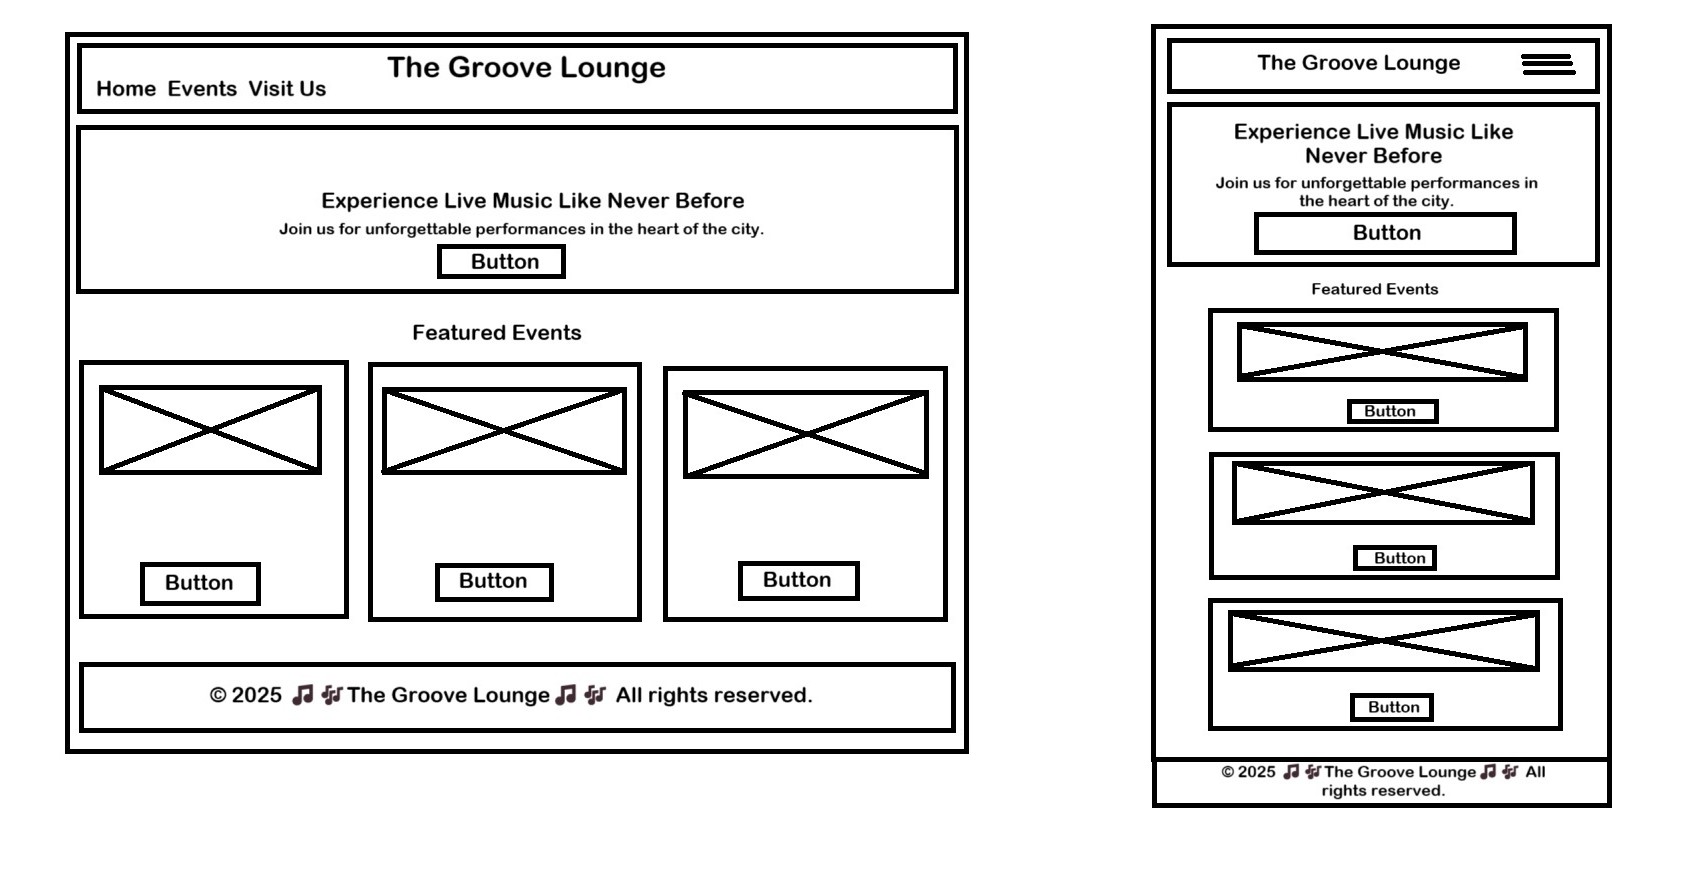 The Groove Lounge
Home Events Visit Us
Experience Live Music Like Never Before
Join us for unforgettable performances in the heart of the city.
Button
Featured Events
Button
Button
Button
© 2025 🎵 🎶 The Groove Lounge 🎵 🎶 All rights reserved.
The Groove Lounge
Experience Live Music Like
Never Before
Join us for unforgettable performances in
the heart of the city.
Button
Featured Events
Button
Button
Button
© 2025 🎵 🎶 The Groove Lounge 🎵 🎶 All
rights reserved.